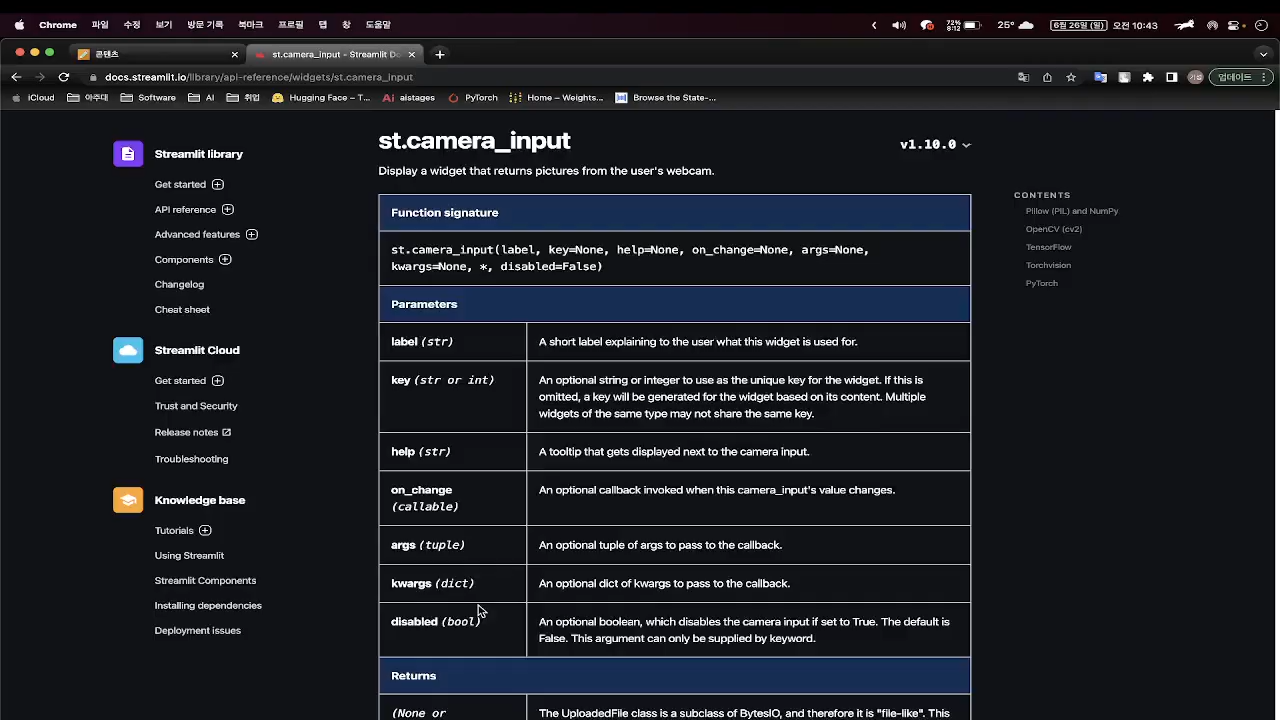 Chrome 파일 수정 보기 방문 기록 북마크 프로필 탭 창 도움말 72% 8:12 25° 6월 26일 (일) 오전 10:43
콘텐츠 st.camera_input - Streamlit Do
docs.streamlit.io/library/api-reference/widgets/st.camera_input 업데이트
iCloud 아주대 Software AI 취업 Hugging Face – T... aistages PyTorch Home – Weights... Browse the State-...
Streamlit library
Get started
API reference
Advanced features
Components
Changelog
Cheat sheet
Streamlit Cloud
Get started
Trust and Security
Release notes
Troubleshooting
Knowledge base
Tutorials
Using Streamlit
Streamlit Components
Installing dependencies
Deployment issues
st.camera_input
v1.10.0
Display a widget that returns pictures from the user's webcam.
Function signature
st.camera_input(label, key=None, help=None, on_change=None, args=None,
kwargs=None, *, disabled=False)
Parameters
label (str)
A short label explaining to the user what this widget is used for.
key (str or int)
An optional string or integer to use as the unique key for the widget. If this is
omitted, a key will be generated for the widget based on its content. Multiple
widgets of the same type may not share the same key.
help (str)
A tooltip that gets displayed next to the camera input.
on_change
(callable)
An optional callback invoked when this camera_input's value changes.
args (tuple)
An optional tuple of args to pass to the callback.
kwargs (dict)
An optional dict of kwargs to pass to the callback.
disabled (bool)
An optional boolean, which disables the camera input if set to True. The default is
False. This argument can only be supplied by keyword.
Returns
(None or
The UploadedFile class is a subclass of BytesIO, and therefore it is "file-like". This
CONTENTS
Pillow (PIL) and NumPy
OpenCV (cv2)
TensorFlow
Torchvision
PyTorch